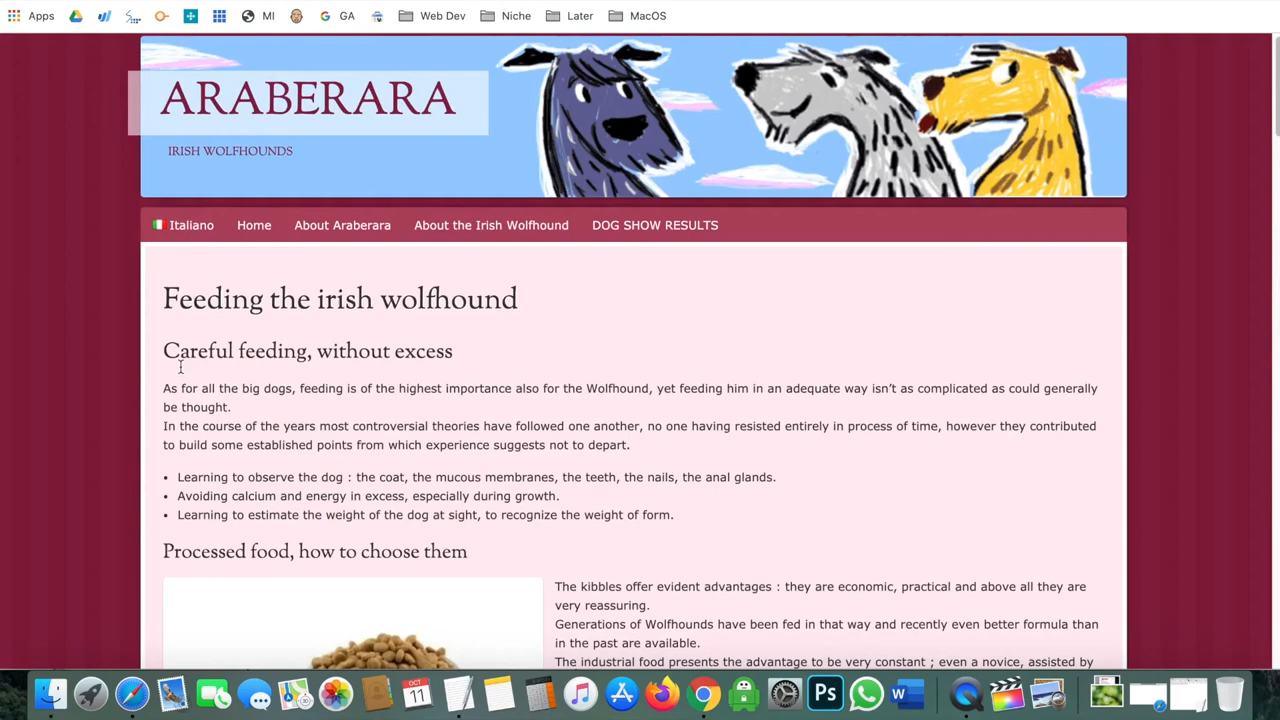 Apps MI GA Web Dev Niche Later MacOS
ARABERARA
IRISH WOLFHOUNDS
Italiano Home About Araberara About the Irish Wolfhound DOG SHOW RESULTS
Feeding the irish wolfhound
Careful feeding, without excess
As for all the big dogs, feeding is of the highest importance also for the Wolfhound, yet feeding him in an adequate way isn’t as complicated as could generally
be thought.
In the course of the years most controversial theories have followed one another, no one having resisted entirely in process of time, however they contributed
to build some established points from which experience suggests not to depart.
• Learning to observe the dog : the coat, the mucous membranes, the teeth, the nails, the anal glands.
• Avoiding calcium and energy in excess, especially during growth.
• Learning to estimate the weight of the dog at sight, to recognize the weight of form.
Processed food, how to choose them
The kibbles offer evident advantages : they are economic, practical and above all they are
very reassuring.
Generations of Wolfhounds have been fed in that way and recently even better formula than
in the past are available.
The industrial food presents the advantage to be very constant ; even a novice, assisted by
OCT
11
Ps
W